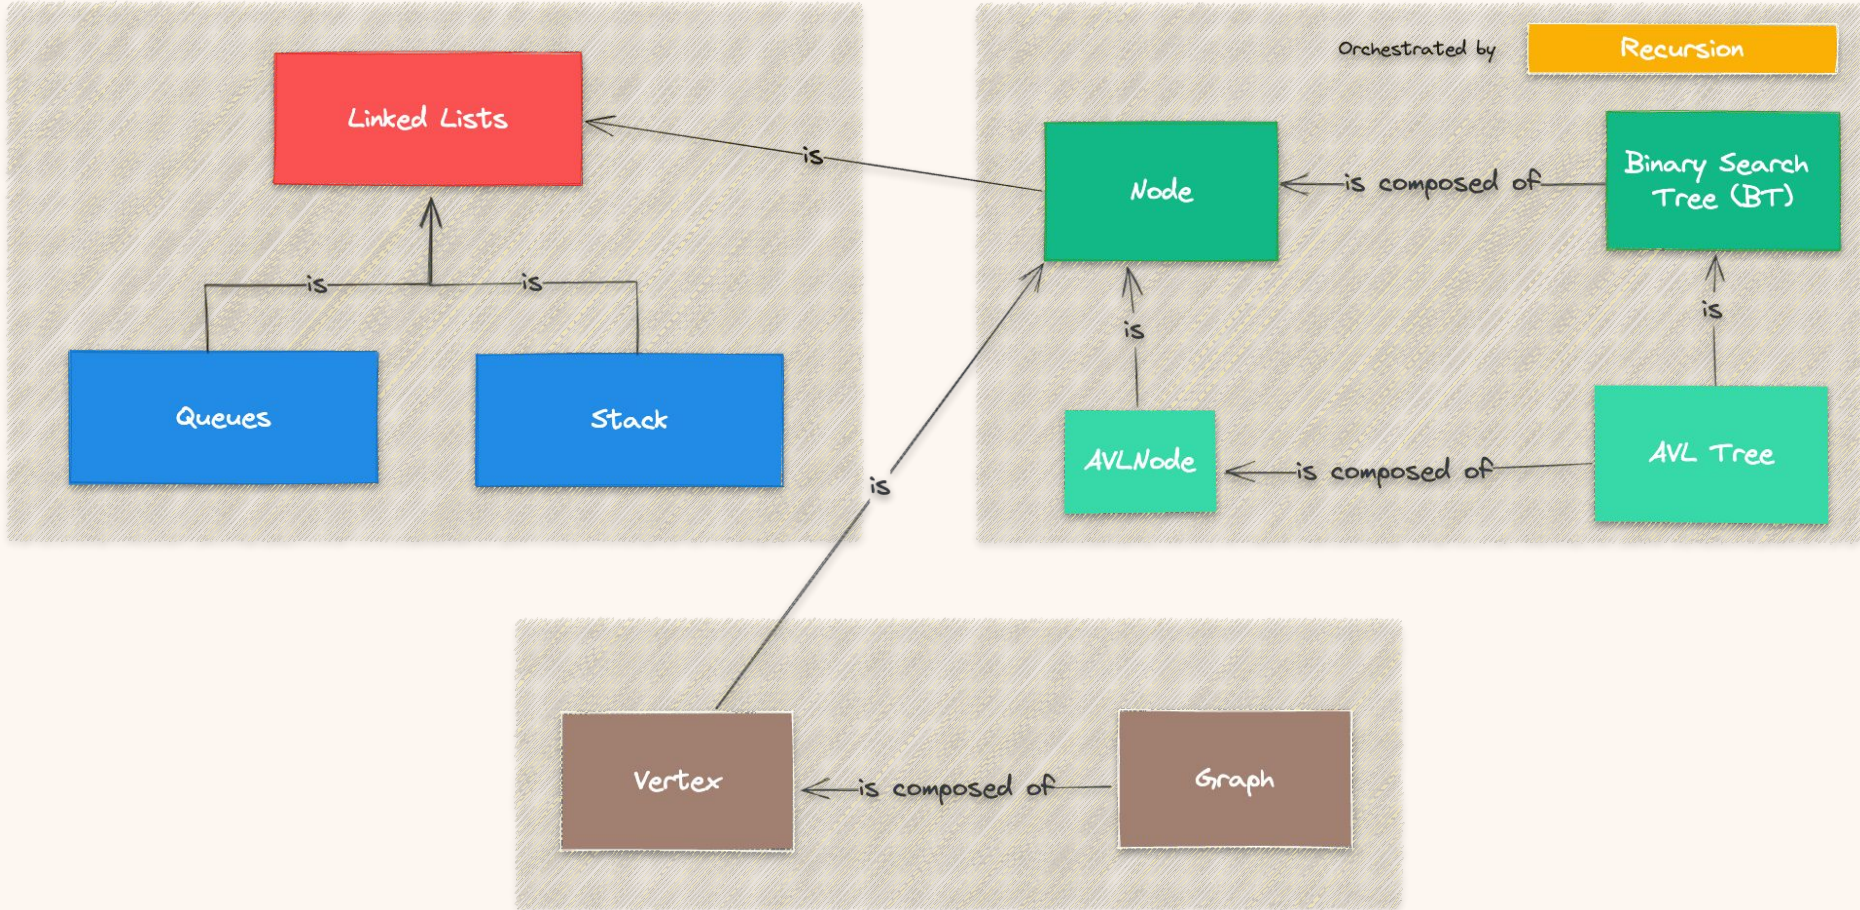 Orchestrated by
Recursion
Linked Lists
is
Node
is composed of
Binary Search
Tree (BT)
is
is
is
is
Queues
Stack
AVLNode
is composed of
AVL Tree
is
Vertex
is composed of
Graph